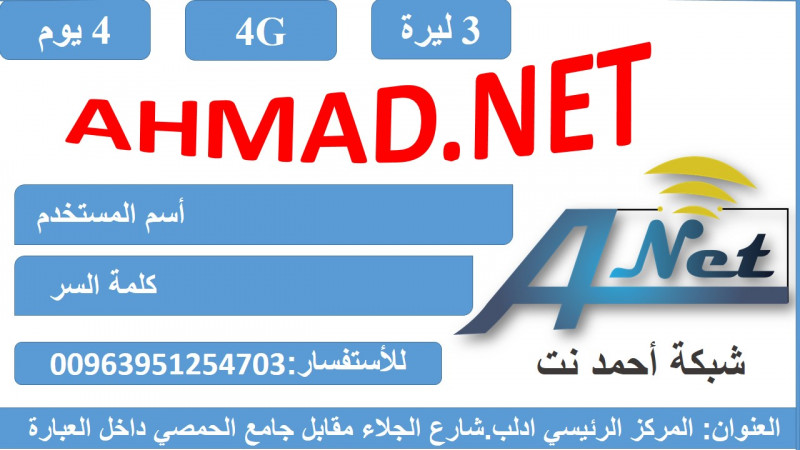 3 ليرة
4G
4 يوم
AHMAD.NET
أسم المستخدم
كلمة السر
A Net
شبكة أحمد نت
للأستفسار:00963951254703
العنوان: المركز الرئيسي ادلب.شارع الجلاء مقابل جامع الحمصي داخل العبارة